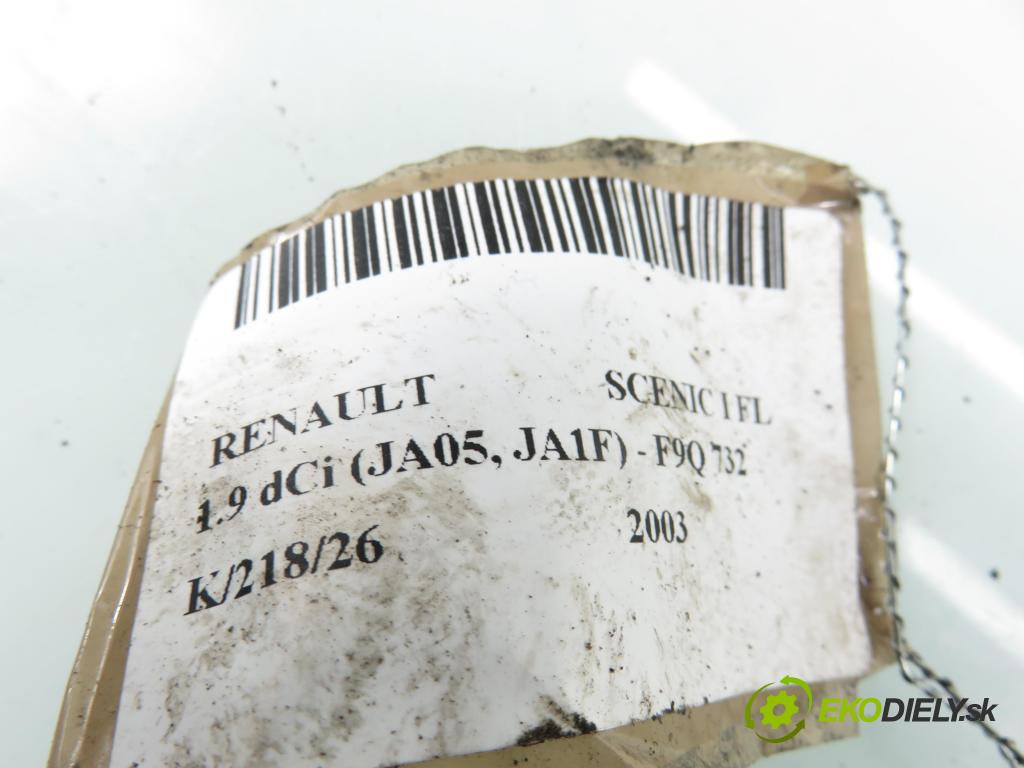 RENAULT SCENIC I FL
1.9 dCi (JA05, JA1F) - F9Q 732
K/218/26 2003
EKODIELY.sk